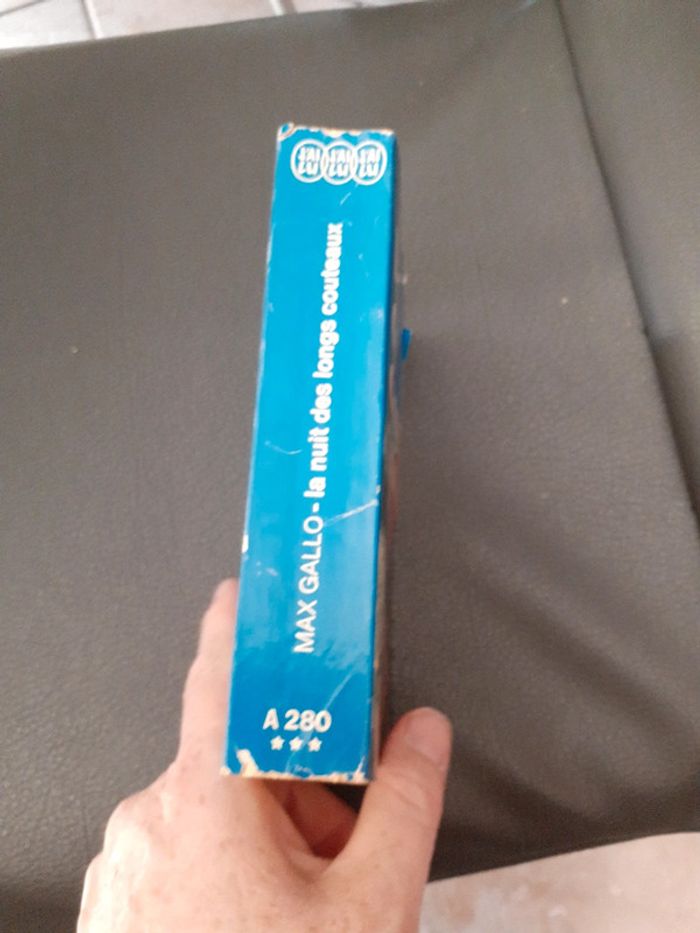 J'AI LU J'AI LU J'AI LU
MAX GALLO - la nuit des longs couteaux
A 280